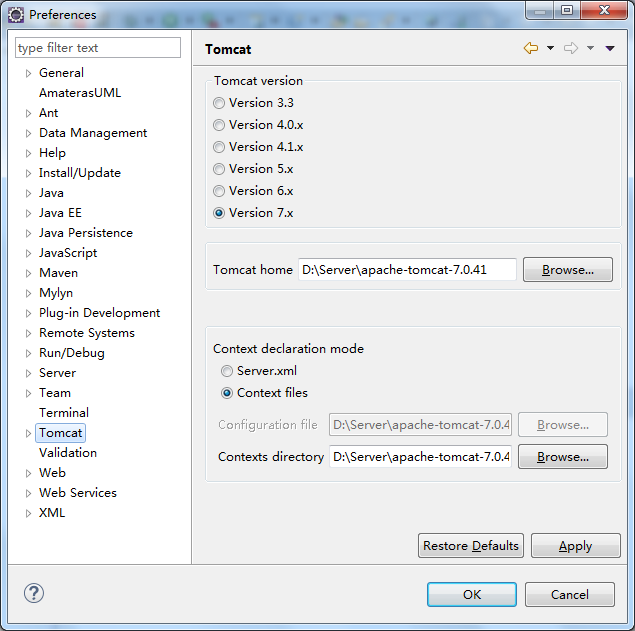 Preferences
type filter text
General
AmaterasUML
Ant
Data Management
Help
Install/Update
Java
Java EE
Java Persistence
JavaScript
Maven
Mylyn
Plug-in Development
Remote Systems
Run/Debug
Server
Team
Terminal
Tomcat
Validation
Web
Web Services
XML
Tomcat
Tomcat version
Version 3.3
Version 4.0.x
Version 4.1.x
Version 5.x
Version 6.x
Version 7.x
Tomcat home D:\Server\apache-tomcat-7.0.41 Browse...
Context declaration mode
Server.xml
Context files
Configuration file D:\Server\apache-tomcat-7.0.4 Browse...
Contexts directory D:\Server\apache-tomcat-7.0.4 Browse...
Restore Defaults Apply
? OK Cancel